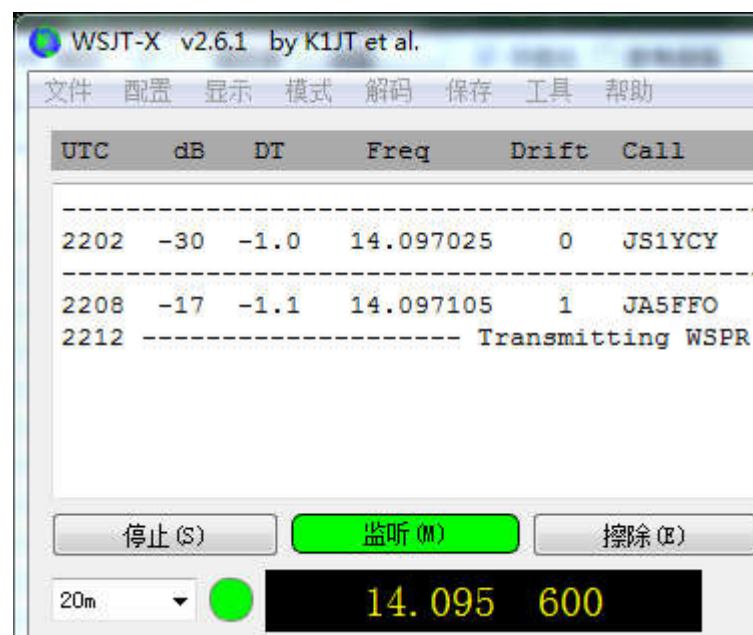 WSJT-X v2.6.1 by K1JT et al.
文件 配置 显示 模式 解码 保存 工具 帮助
UTC dB DT Freq Drift Call
--------------------------------------------
2202 -30 -1.0 14.097025 0 JS1YCY
--------------------------------------------
2208 -17 -1.1 14.097105 1 JA5FFO
2212 -------------------- Transmitting WSPR
停止(S) 监听(M) 擦除(E)
20m 14.095 600